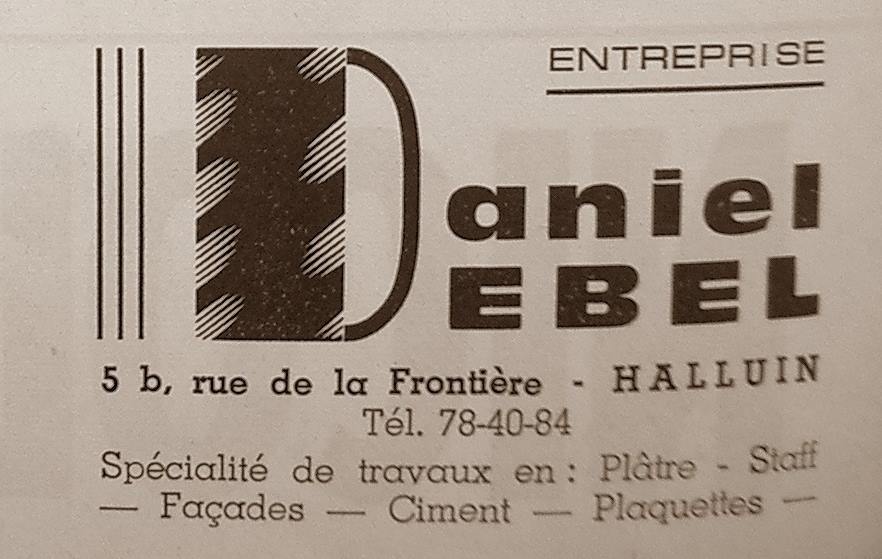 ENTREPRISE
Daniel
DEBEL
5 b, rue de la Frontière - HALLUIN
Tél. 78-40-84
Spécialité de travaux en : Plâtre - Staff
— Façades — Ciment — Plaquettes —